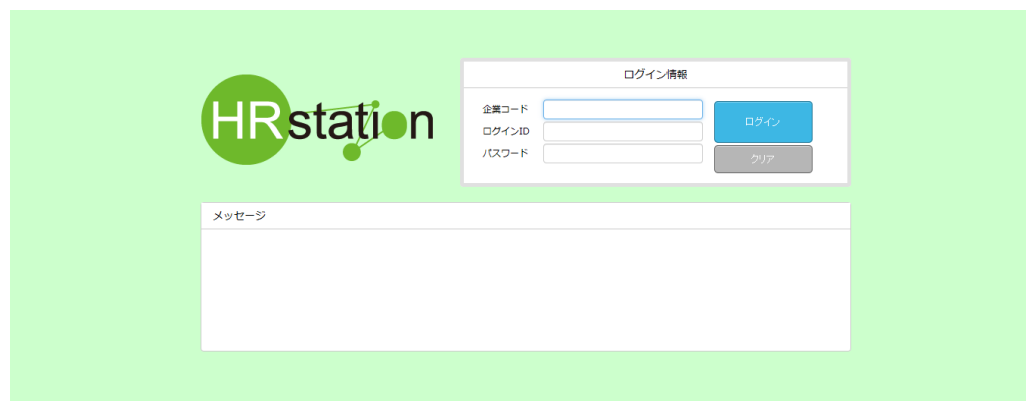 HRstation
ログイン情報
企業コード
ログインID
パスワード
ログイン
クリア
メッセージ